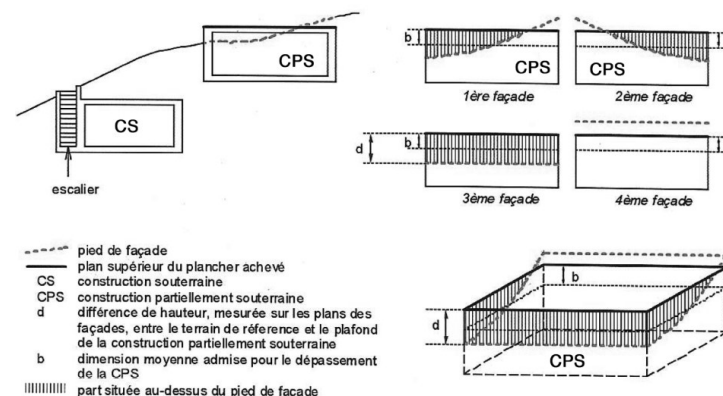 CPS
CS
escalier
b
CPS
1ère façade
CPS
2ème façade
d
b
3ème façade
4ème façade
pied de façade
plan supérieur du plancher achevé
CS construction souterraine
CPS construction partiellement souterraine
d différence de hauteur, mesurée sur les plans des
façades, entre le terrain de réference et le plafond
de la construction partiellement souterraine
b dimension moyenne admise pour le dépassement
de la CPS
part située au-dessus du pied de façade
b
d
CPS